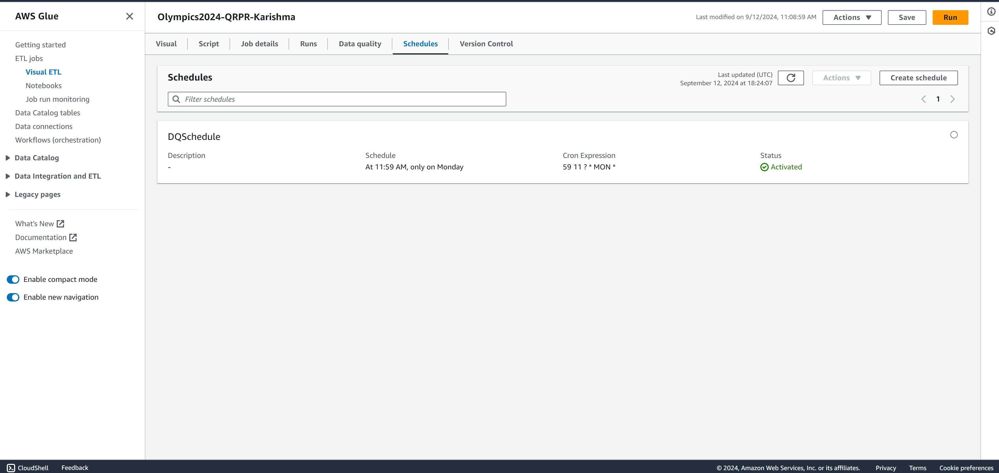 AWS Glue
Getting started
ETL jobs
Visual ETL
Notebooks
Job run monitoring
Data Catalog tables
Data connections
Workflows (orchestration)
Data Catalog
Data Integration and ETL
Legacy pages
What's New
Documentation
AWS Marketplace
Enable compact mode
Enable new navigation
Olympics2024-QRPR-Karishma
Last modified on 9/12/2024, 11:08:59 AM
Actions
Save
Run
Visual
Script
Job details
Runs
Data quality
Schedules
Version Control
Schedules
Last updated (UTC)
September 12, 2024 at 18:24:07
Actions
Create schedule
Filter schedules
1
DQSchedule
Description
-
Schedule
At 11:59 AM, only on Monday
Cron Expression
59 11 ? * MON *
Status
Activated
CloudShell
Feedback
© 2024, Amazon Web Services, Inc. or its affiliates.
Privacy
Terms
Cookie preferences